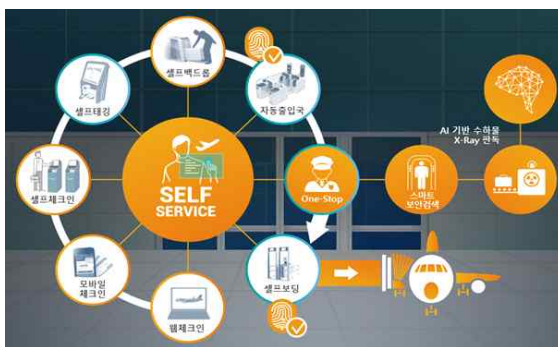 셀프백드롭
셀프태깅
자동출입국
AI 기반 수하물
X-Ray 판독
셀프체크인
SELF
SERVICE
One-Stop
스마트
보안검색
모바일
체크인
셀프보딩
웹체크인